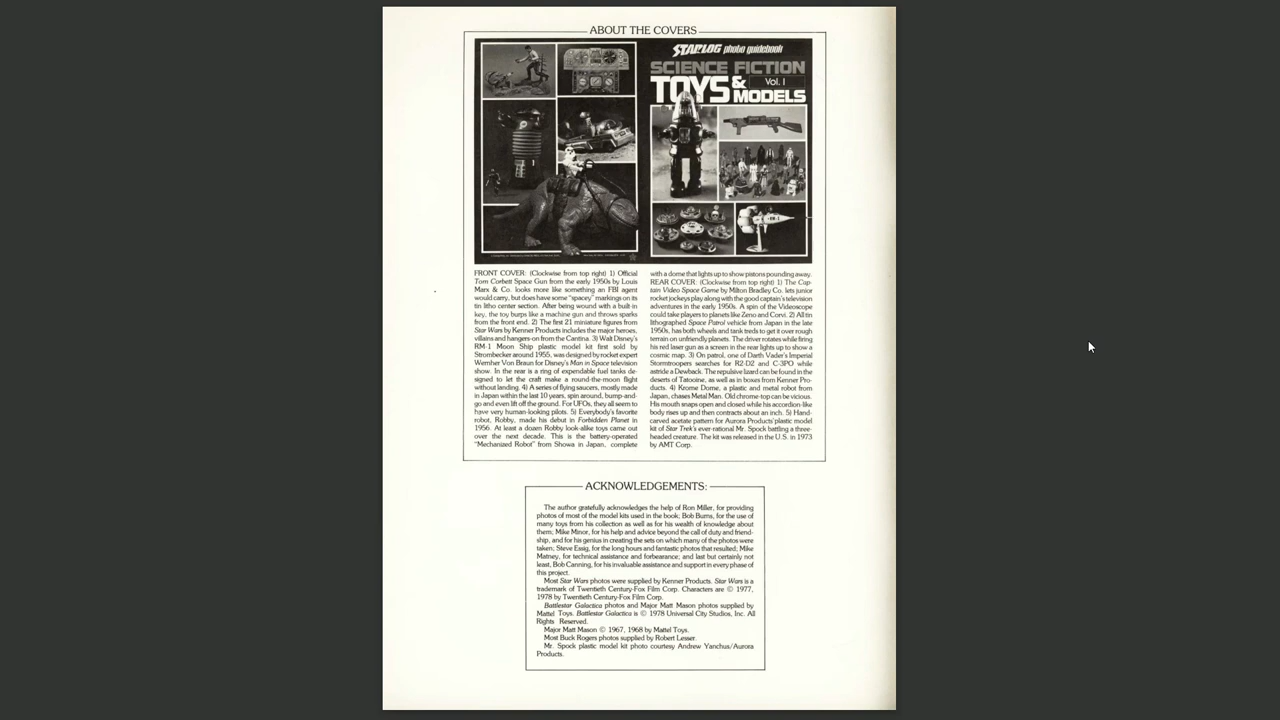 ABOUT THE COVERS
STARLOG photo guidebook
SCIENCE FICTION
TOYS &
Vol. I
MODELS
FRONT COVER: (Clockwise from top right) 1) Official
Tom Corbett Space Gun from the early 1950s by Louis
Marx & Co. looks more like something an FBI agent
would carry, but does have some "spacey" markings on its
tin litho center section. After being wound with a built-in
key, the toy burps like a machine gun and throws sparks
from the front end. 2) The first 21 miniature figures from
Star Wars by Kenner Products includes the major heroes,
villains and hangers-on from the Cantina. 3) Walt Disney's
RM-1 Moon Ship plastic model kit first sold by
Strombecker around 1955, was designed by rocket expert
Wernher Von Braun for Disney's Man in Space television
show. In the rear is a ring of expendable fuel tanks de-
signed to let the craft make a round-the-moon flight
without landing. 4) A series of flying saucers, mostly made
in Japan within the last 10 years, spin around, bump-and-
go and even lift off the ground. For UFOs, they all seem to
have very human-looking pilots. 5) Everybody's favorite
robot, Robby, made his debut in Forbidden Planet in
1956. At least a dozen Robby look-alike toys came out
over the next decade. This is the battery-operated
"Mechanized Robot" from Showa in Japan, complete
with a dome that lights up to show pistons pounding away.
REAR COVER: (Clockwise from top right) 1) The Cap-
tain Video Space Game by Milton Bradley Co. lets junior
rocket jockeys play along with the good captain's television
adventures in the early 1950s. A spin of the Videoscope
could take players to planets like Zeno and Corvi. 2) All tin
lithographed Space Patrol vehicle from Japan in the late
1950s, has both wheels and tank treds to get it over rough
terrain on unfriendly planets. The driver rotates while firing
his red laser gun as a screen in the rear lights up to show a
cosmic map. 3) On patrol, one of Darth Vader's Imperial
Stormtroopers searches for R2-D2 and C-3PO while
astride a Dewback. The repulsive lizard can be found in the
deserts of Tatooine, as well as in boxes from Kenner Pro-
ducts. 4) Krome Dome, a plastic and metal robot from
Japan, chases Metal Man. Old chrome-top can be vicious.
His mouth snaps open and closed while his accordion-like
body rises up and then contracts about an inch. 5) Hand-
carved acetate pattern for Aurora Products' plastic model
kit of Star Trek's ever-rational Mr. Spock battling a three-
headed creature. The kit was released in the U.S. in 1973
by AMT Corp.
ACKNOWLEDGEMENTS:
The author gratefully acknowledges the help of Ron Miller, for providing
photos of most of the model kits used in the book; Bob Burns, for the use of
many toys from his collection as well as for his wealth of knowledge about
them; Mike Minor, for his help and advice beyond the call of duty and friend-
ship, and for his genius in creating the sets on which many of the photos were
taken; Steve Essig, for the long hours and fantastic photos that resulted; Mike
Matney, for technical assistance and forbearance; and last but certainly not
least, Bob Canning, for his invaluable assistance and support in every phase of
this project.
Most Star Wars photos were supplied by Kenner Products. Star Wars is a
trademark of Twentieth Century-Fox Film Corp. Characters are © 1977,
1978 by Twentieth Century-Fox Film Corp.
Battlestar Galactica photos and Major Matt Mason photos supplied by
Mattel Toys. Battlestar Galactica is © 1978 Universal City Studios, Inc. All
Rights Reserved.
Major Matt Mason © 1967, 1968 by Mattel Toys.
Most Buck Rogers photos supplied by Robert Lesser.
Mr. Spock plastic model kit photo courtesy Andrew Yanchus/Aurora
Products.